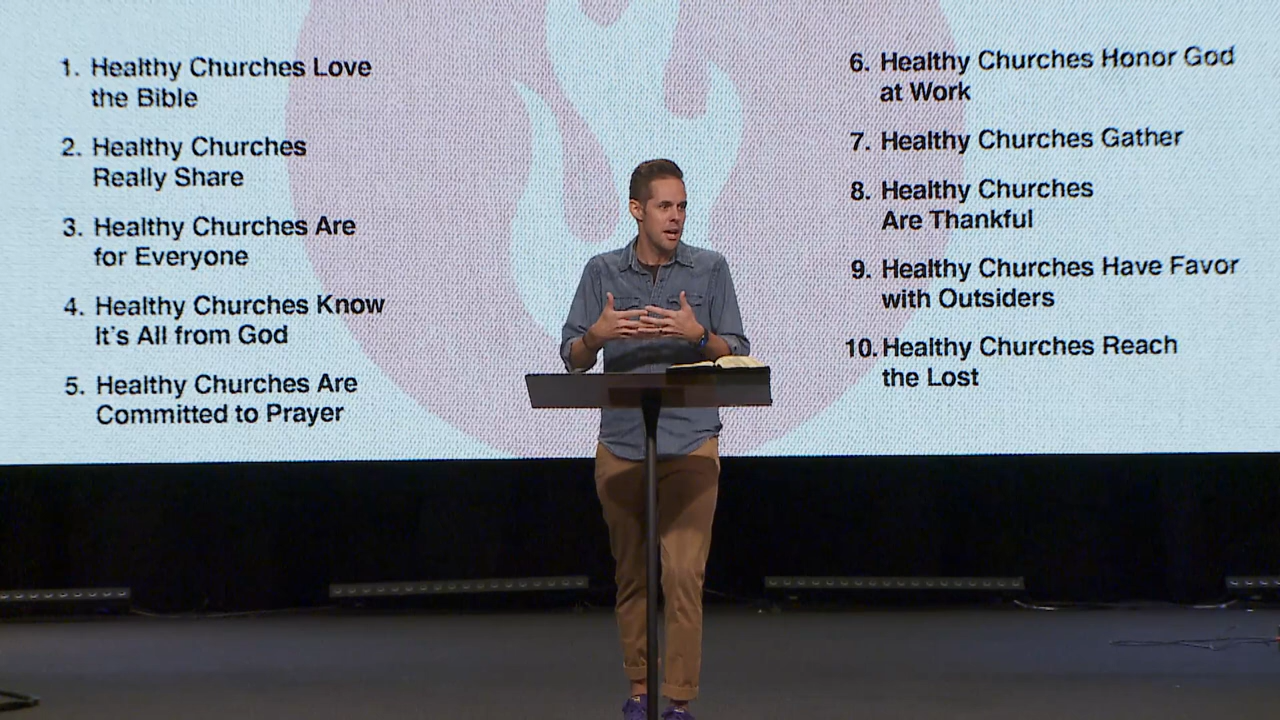 1. Healthy Churches Love
the Bible
2. Healthy Churches
Really Share
3. Healthy Churches Are
for Everyone
4. Healthy Churches Know
It's All from God
5. Healthy Churches Are
Committed to Prayer
6. Healthy Churches Honor God
at Work
7. Healthy Churches Gather
8. Healthy Churches
Are Thankful
9. Healthy Churches Have Favor
with Outsiders
10. Healthy Churches Reach
the Lost